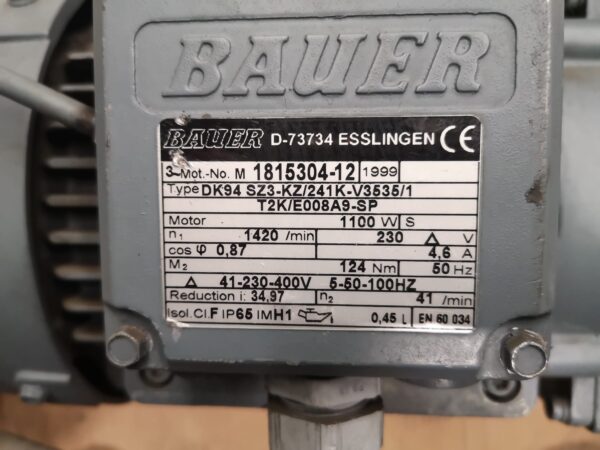 BAUER
BAUER D-73734 ESSLINGEN CE
3~Mot.-No. M 1815304-12 1999
Type DK94 SZ3-KZ/241K-V3535/1
T2K/E008A9-SP
Motor 1100 W S
n1 1420 /min 230 △ V
cos φ 0,87 4,6 A
M2 124 Nm 50 Hz
△ 41-230-400V 5-50-100HZ
Reduction i: 34,97 n2 41 /min
Isol.Cl.F IP65 IMH1 0,45 L EN 60 034